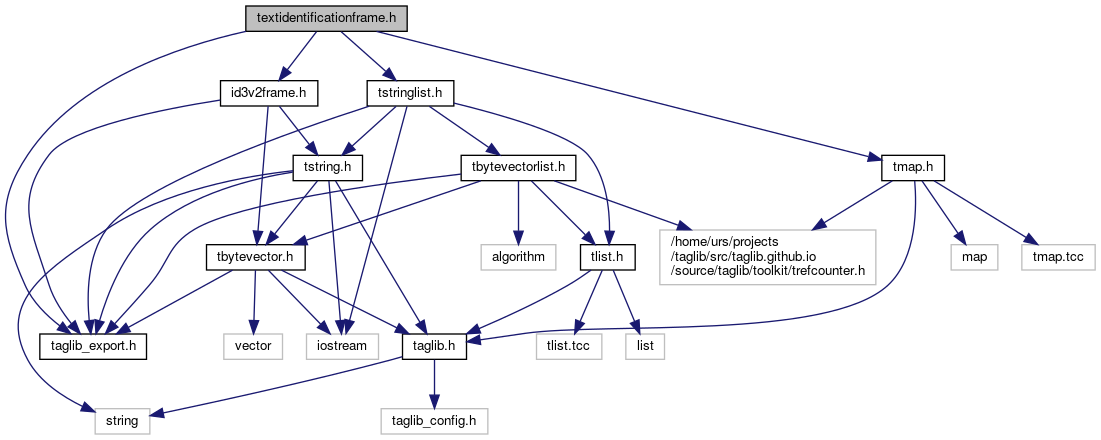 textidentificationframe.h
id3v2frame.h
tstringlist.h
tstring.h
tbytevectorlist.h
tmap.h
tbytevector.h
algorithm
tlist.h
/home/urs/projects
/taglib/src/taglib.github.io
/source/taglib/toolkit/trefcounter.h
map
tmap.tcc
taglib_export.h
vector
iostream
taglib.h
tlist.tcc
list
string
taglib_config.h